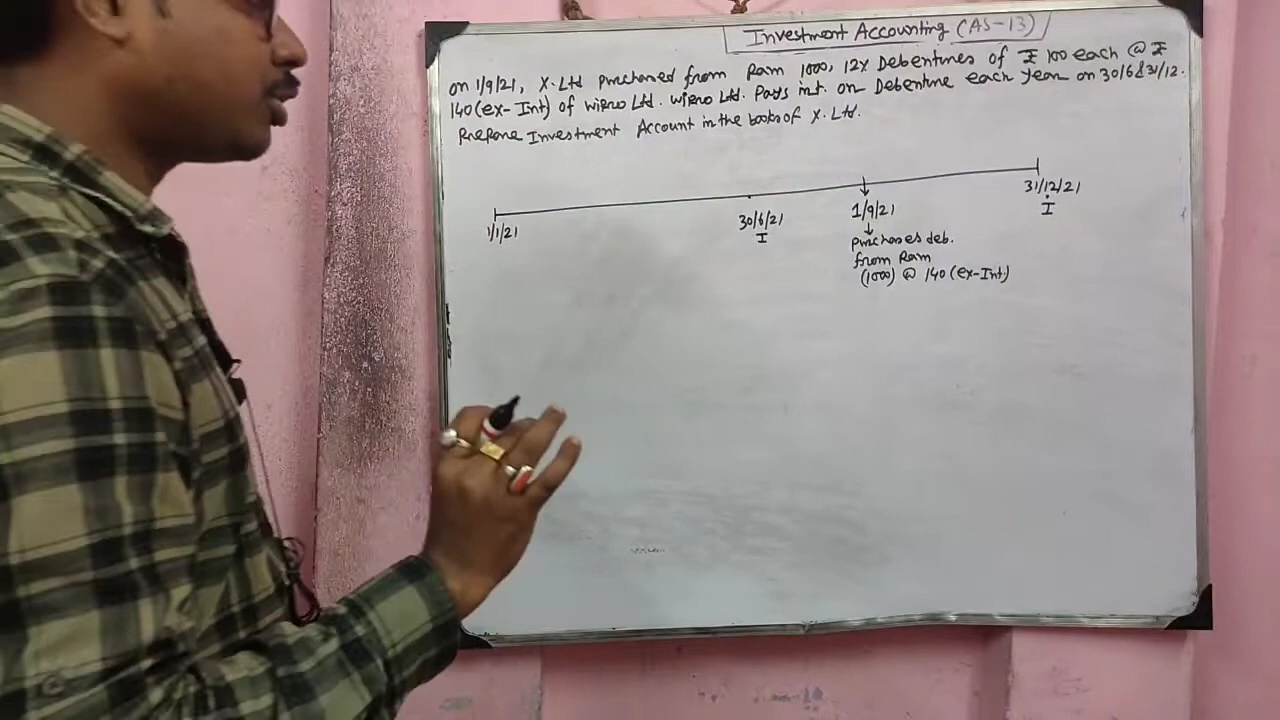 Investment Accounting (AS-13)
on 1/9/21, X.Ltd Purchased from Ram 1000, 12% Debentures of ₹ 100 each @ ₹
140 (ex-Int) of Wipro Ltd. Wipro Ltd. Pays int. on Debentine each year on 30/6 & 31/12.
Prepare Investment Account in the books of X.Ltd.
1/1/21
30/6/21
I
1/9/21
Purchases deb.
from Ram
(1000) @ 140 (ex-Int.)
31/12/21
I